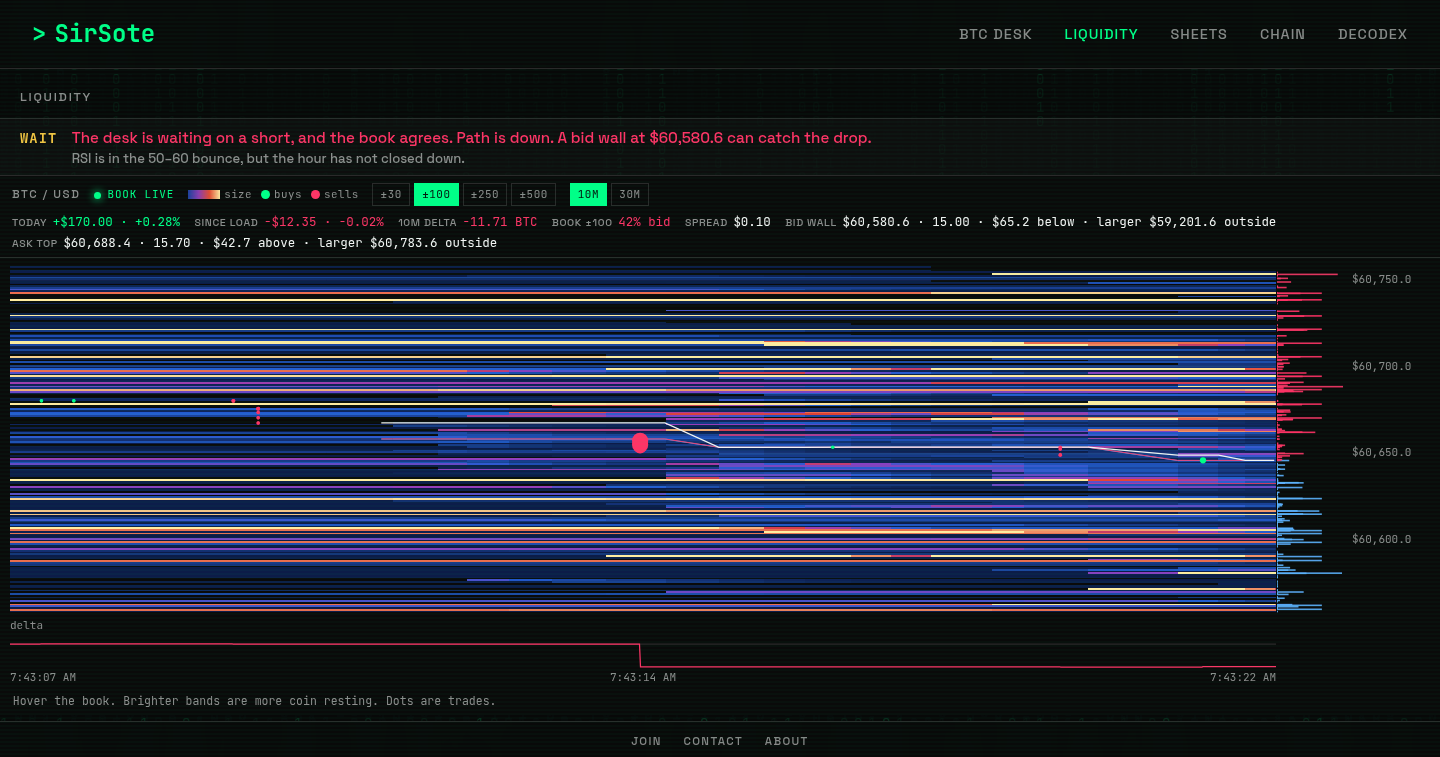 > SirSote
BTC DESK LIQUIDITY SHEETS CHAIN DECODEX
LIQUIDITY
WAIT The desk is waiting on a short, and the book agrees. Path is down. A bid wall at $60,580.6 can catch the drop.
RSI is in the 50–60 bounce, but the hour has not closed down.
BTC / USD BOOK LIVE size buys sells ±30 ±100 ±250 ±500 10M 30M
TODAY +$170.00 · +0.28% SINCE LOAD -$12.35 · -0.02% 10M DELTA -11.71 BTC BOOK ±100 42% bid SPREAD $0.10 BID WALL $60,580.6 · 15.00 · $65.2 below · larger $59,201.6 outside
ASK TOP $60,688.4 · 15.70 · $42.7 above · larger $60,783.6 outside
$60,750.0
$60,700.0
$60,650.0
$60,600.0
delta
7:43:07 AM 7:43:14 AM 7:43:22 AM
Hover the book. Brighter bands are more coin resting. Dots are trades.
JOIN CONTACT ABOUT